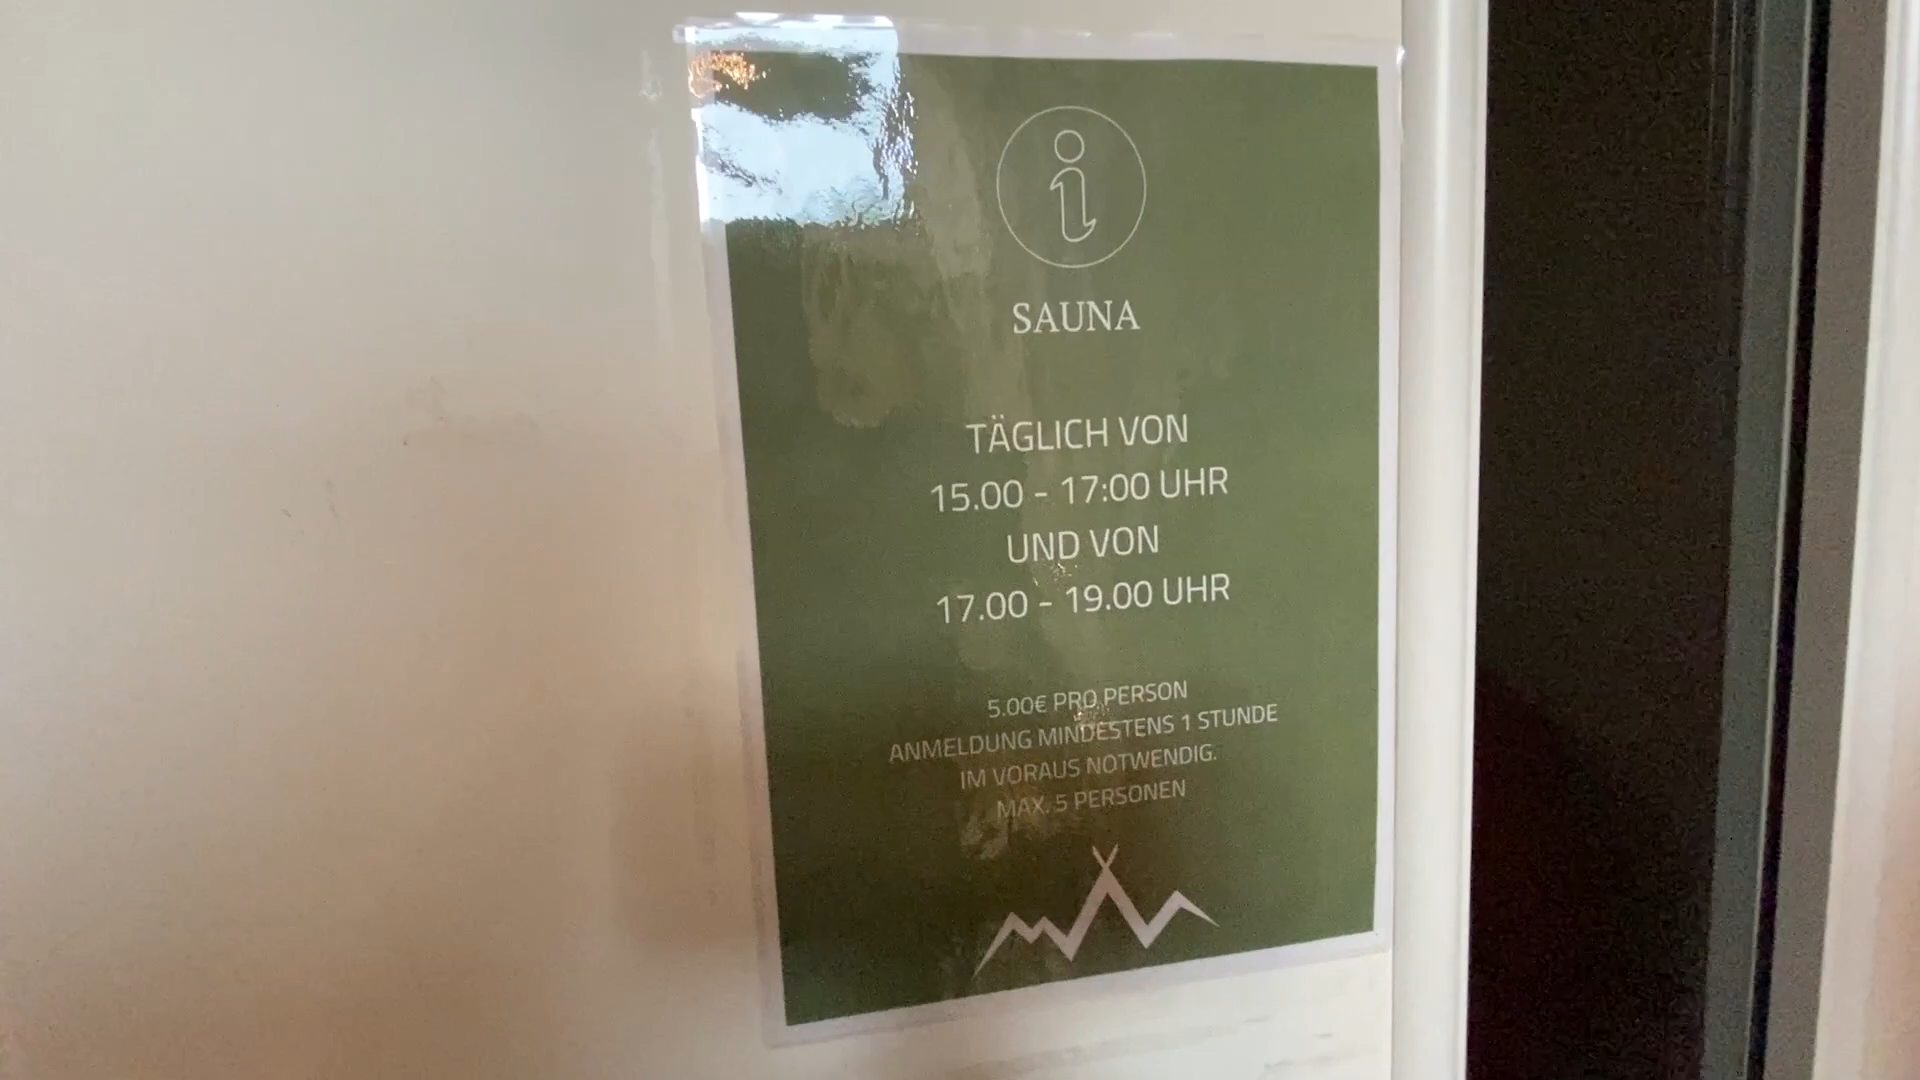 i
SAUNA
TÄGLICH VON
15.00 - 17:00 UHR
UND VON
17.00 - 19.00 UHR
5.00€ PRO PERSON
ANMELDUNG MINDESTENS 1 STUNDE
IM VORAUS NOTWENDIG.
MAX. 5 PERSONEN